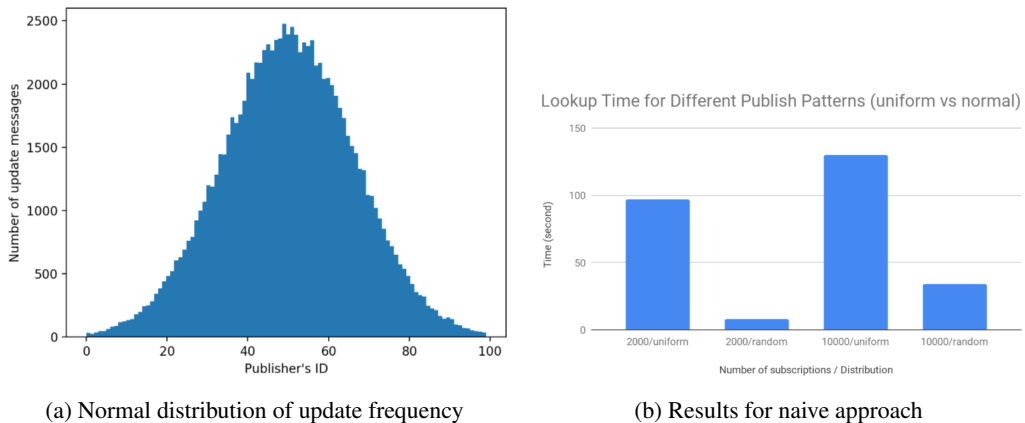 2500
2000
1500
1000
500
0
Number of update messages
0 20 40 60 80 100
Publisher's ID
(a) Normal distribution of update frequency
Lookup Time for Different Publish Patterns (uniform vs normal)
150
100
50
0
Time (second)
2000/uniform 2000/random 10000/uniform 10000/random
Number of subscriptions / Distribution
(b) Results for naive approach